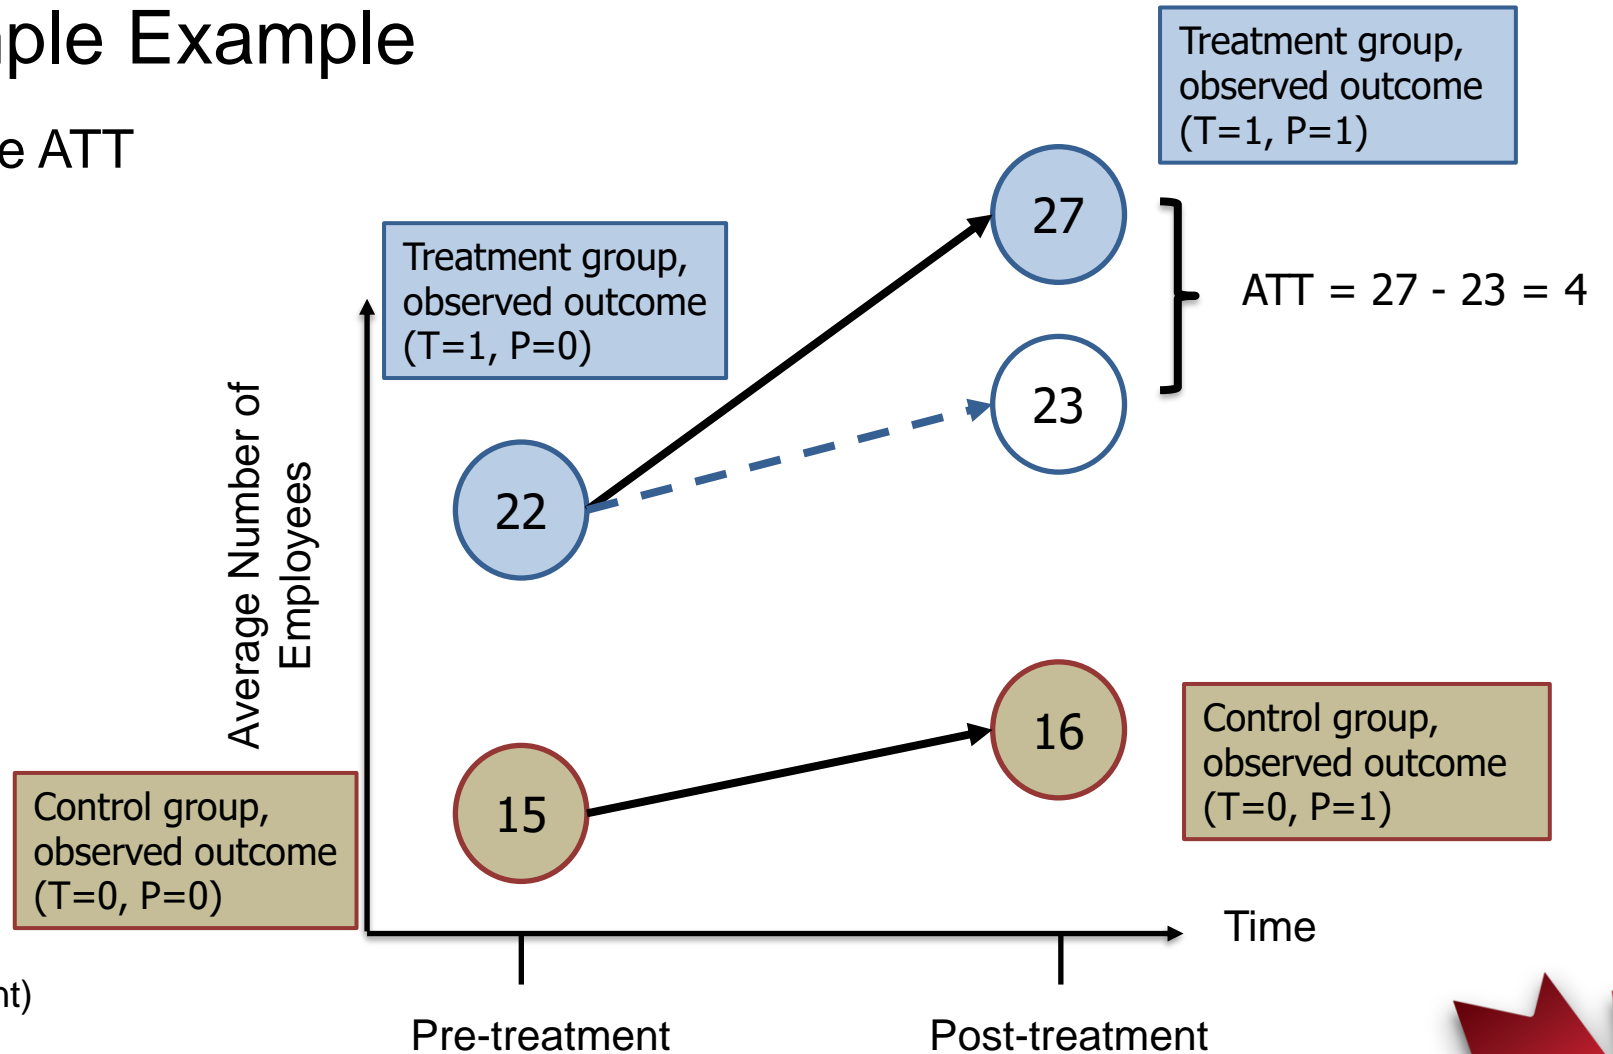 Example
ATT
Treatment group,
observed outcome
(T=1, P=1)
Treatment group,
observed outcome
(T=1, P=0)
27
ATT = 27 - 23 = 4
23
22
Average Number of
Employees
16
15
Control group,
observed outcome
(T=0, P=1)
Control group,
observed outcome
(T=0, P=0)
Time
Pre-treatment
Post-treatment